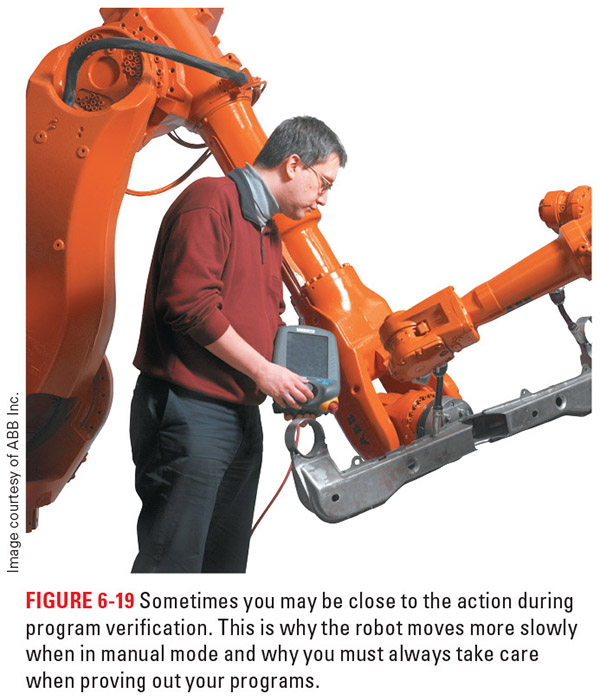 Image courtesy of ABB Inc.
ABB
ABB
FIGURE 6-19 Sometimes you may be close to the action during
program verification. This is why the robot moves more slowly
when in manual mode and why you must always take care
when proving out your programs.